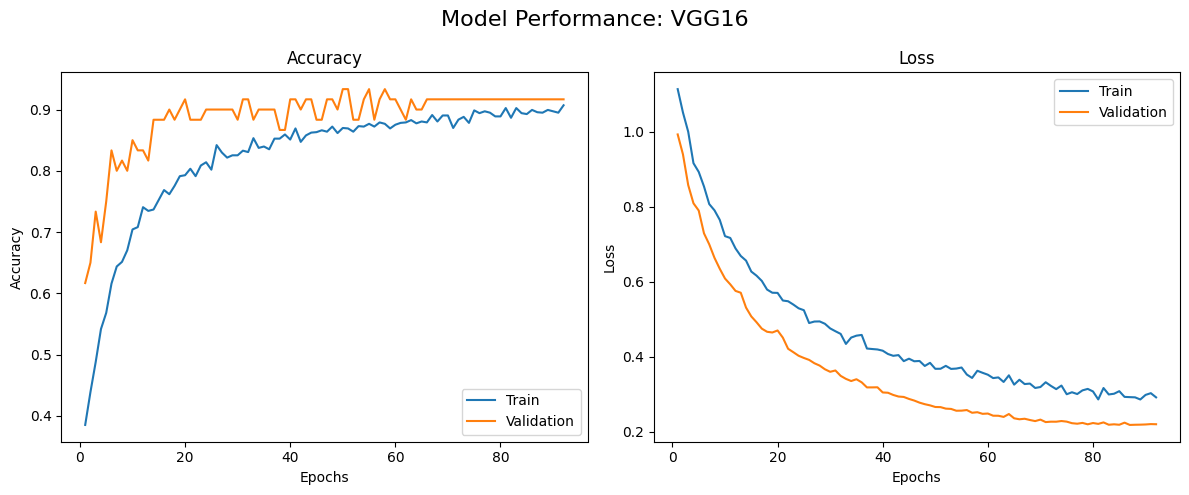 Model Performance: VGG16
Accuracy
Accuracy
0.9
0.8
0.7
0.6
0.5
0.4
Train
Validation
0 20 40 60 80
Epochs
Loss
Loss
1.0
0.8
0.6
0.4
0.2
Train
Validation
0 20 40 60 80
Epochs